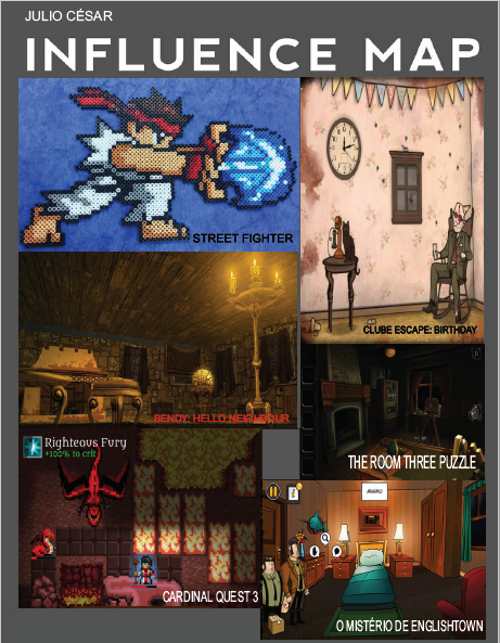 JULIO CÉSAR
INFLUENCE MAP
STREET FIGHTER
CLUBE ESCAPE: BIRTHDAY
BENDY: HELLO NEIGHBOUR
THE ROOM THREE PUZZLE
Righteous Fury
+100% to crit
CARDINAL QUEST 3
O MISTÉRIO DE ENGLISHTOWN